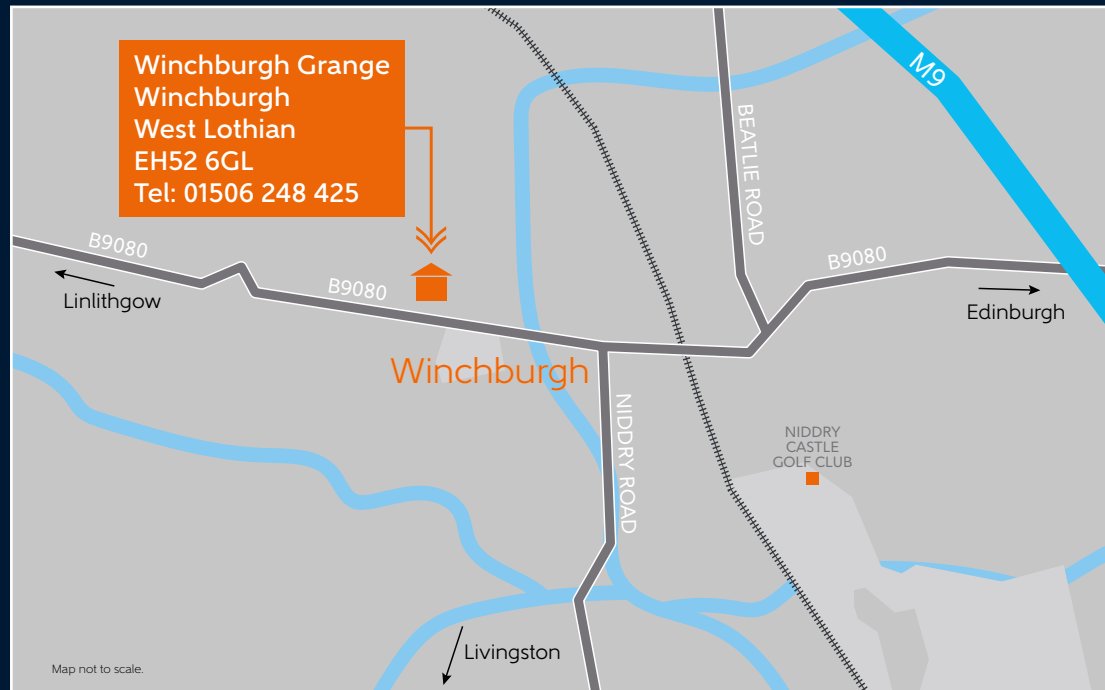 Winchburgh Grange
Winchburgh
West Lothian
EH52 6GL
Tel: 01506 248 425
M9
BEATLIE ROAD
B9080
B9080
Linlithgow
B9080
Edinburgh
Winchburgh
NIDDRY ROAD
NIDDRY
CASTLE
GOLF CLUB
Livingston
Map not to scale.